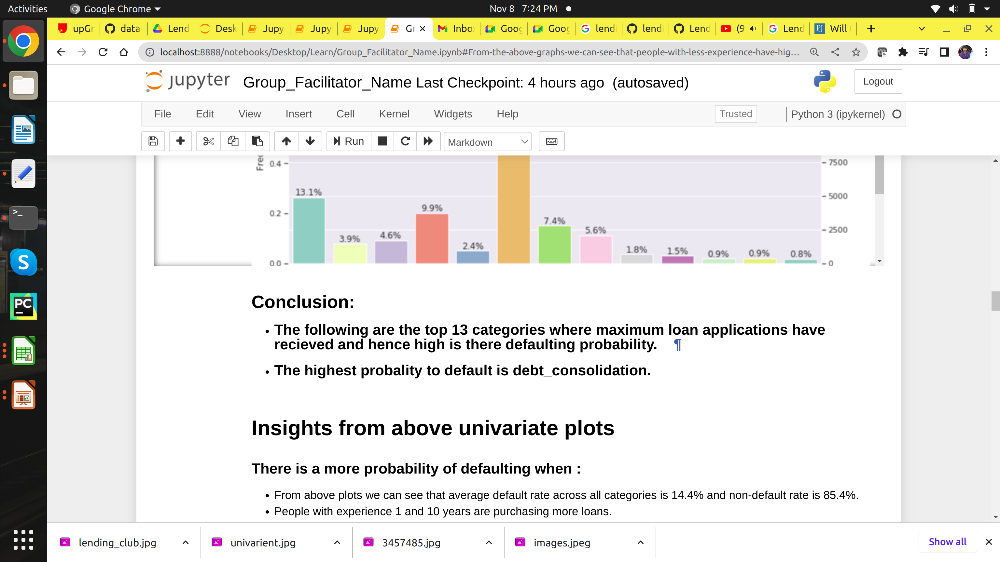 Activities Google Chrome Nov 8 7:24 PM
upGr data- Lend Desk Jupy Jupy Jupy Gr Inbo Goog Goog lendi lendi Lend (9 Lend Will
localhost:8888/notebooks/Desktop/Learn/Group_Facilitator_Name.ipynb#From-the-above-graphs-we-can-see-that-people-with-less-experience-have-hig...
jupyter Group_Facilitator_Name Last Checkpoint: 4 hours ago (autosaved) Logout
File Edit View Insert Cell Kernel Widgets Help Trusted Python 3 (ipykernel)
Run Markdown
0.4 7500
13.1% 5000
9.9%
0.2
7.4%
5.6% 2500
4.6%
3.9%
2.4%
1.8% 1.5% 0.9% 0.9% 0.8%
0.0 0
Conclusion:
• The following are the top 13 categories where maximum loan applications have
recieved and hence high is there defaulting probability. ¶
• The highest probality to default is debt_consolidation.
Insights from above univariate plots
There is a more probability of defaulting when :
• From above plots we can see that average default rate across all categories is 14.4% and non-default rate is 85.4%.
• People with experience 1 and 10 years are purchasing more loans.
lending_club.jpg univarient.jpg 3457485.jpg images.jpeg Show all
S
PC
PJ
>_